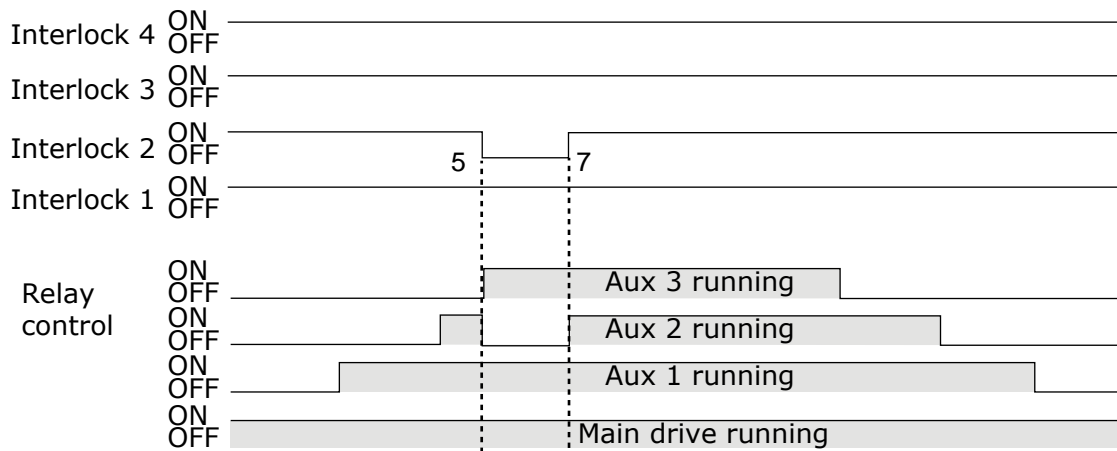 Interlock 4 ON
OFF
Interlock 3 ON
OFF
Interlock 2 ON
OFF
5 7
Interlock 1 ON
OFF
Relay control
ON
OFF Aux 3 running
ON
OFF Aux 2 running
ON
OFF Aux 1 running
ON
OFF Main drive running